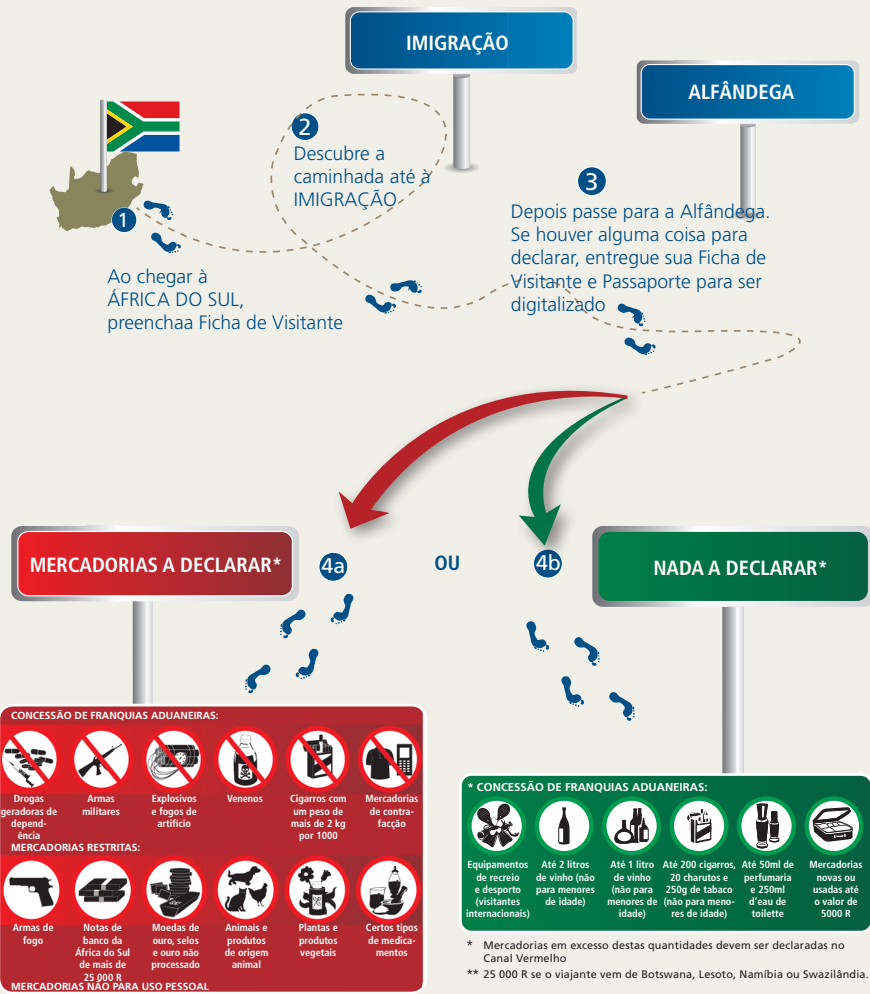 IMIGRAÇÃO
ALFÂNDEGA
1
Ao chegar à
ÁFRICA DO SUL,
preenchaa Ficha de Visitante
2
Descubre a
caminhada até à
IMIGRAÇÃO
3
Depois passe para a Alfândega.
Se houver alguma coisa para
declarar, entregue sua Ficha de
Visitante e Passaporte para ser
digitalizado
MERCADORIAS A DECLARAR*
4a
OU
4b
NADA A DECLARAR*
CONCESSÃO DE FRANQUIAS ADUANEIRAS:
Drogas
geradoras de
depend-
ência
Armas
militares
Explosivos
e fogos de
artifício
Venenos
Cigarros com
um peso de
mais de 2 kg
por 1000
Mercadorias
de contra-
facção
MERCADORIAS RESTRITAS:
Armas de
fogo
Notas de
banco da
África do Sul
de mais de
25 000 R
Moedas de
ouro, selos
e ouro não
processado
Animais e
produtos
de origem
animal
Plantas e
produtos
vegetais
Certos tipos
de medica-
mentos
MERCADORIAS NÃO PARA USO PESSOAL
* CONCESSÃO DE FRANQUIAS ADUANEIRAS:
Equipamentos
de recreio
e desporto
(visitantes
internacionais)
Até 2 litros
de vinho (não
para menores
de idade)
Até 1 litro
de vinho
(não para
menores de
idade)
Até 200 cigarros,
20 charutos e
250g de tabaco
(não para meno-
res de idade)
Até 50ml de
perfumaria
e 250ml
d'eau de
toilette
Mercadorias
novas ou
usadas até
o valor de
5000 R
* Mercadorias em excesso destas quantidades devem ser declaradas no
Canal Vermelho
** 25 000 R se o viajante vem de Botswana, Lesoto, Namíbia ou Swazilândia.